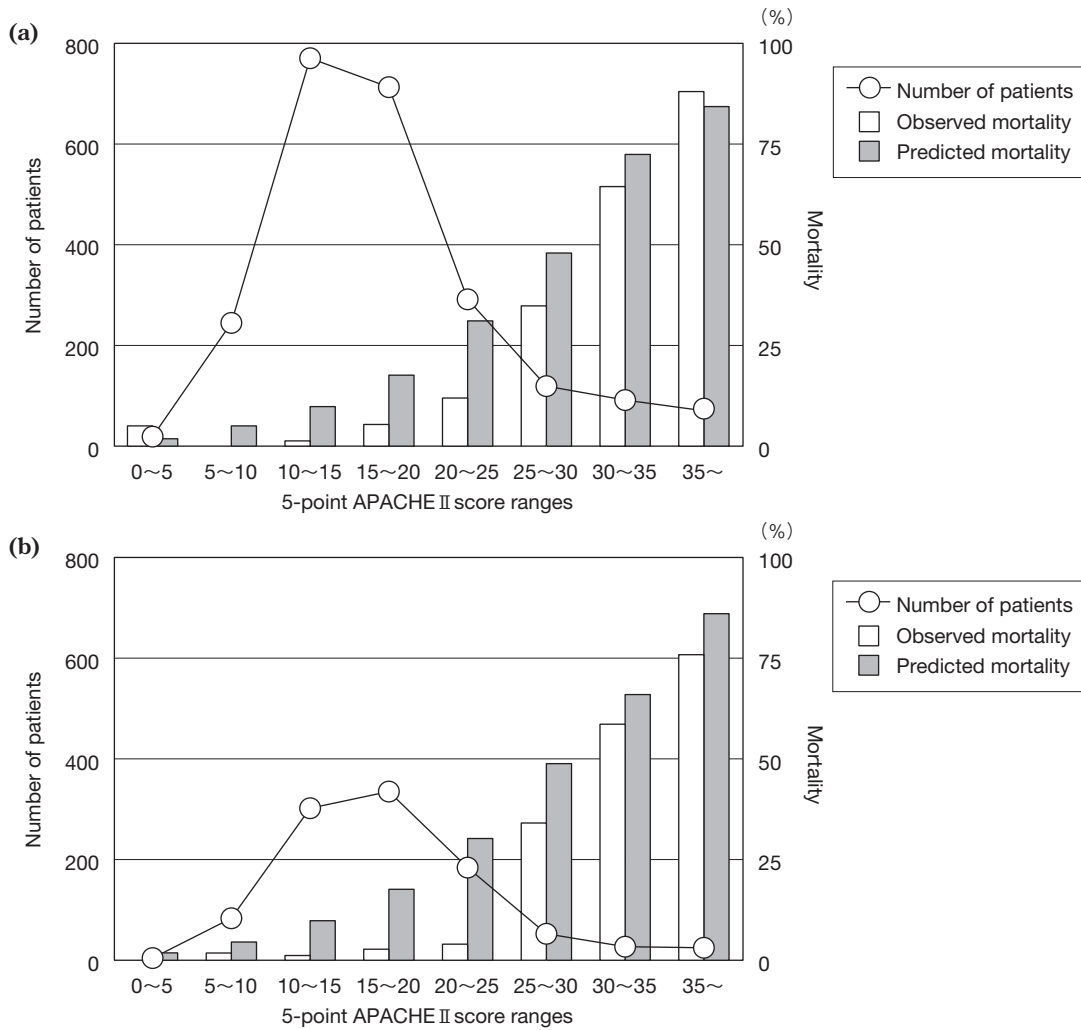 (a)
(%)
800
600
400
200
0
Number of patients
100
75
50
25
0
Mortality
0～5 5～10 10～15 15～20 20～25 25～30 30～35 35～
5-point APACHE Ⅱ score ranges
Number of patients
Observed mortality
Predicted mortality
(b)
(%)
800
600
400
200
0
Number of patients
100
75
50
25
0
Mortality
0～5 5～10 10～15 15～20 20～25 25～30 30～35 35～
5-point APACHE Ⅱ score ranges
Number of patients
Observed mortality
Predicted mortality